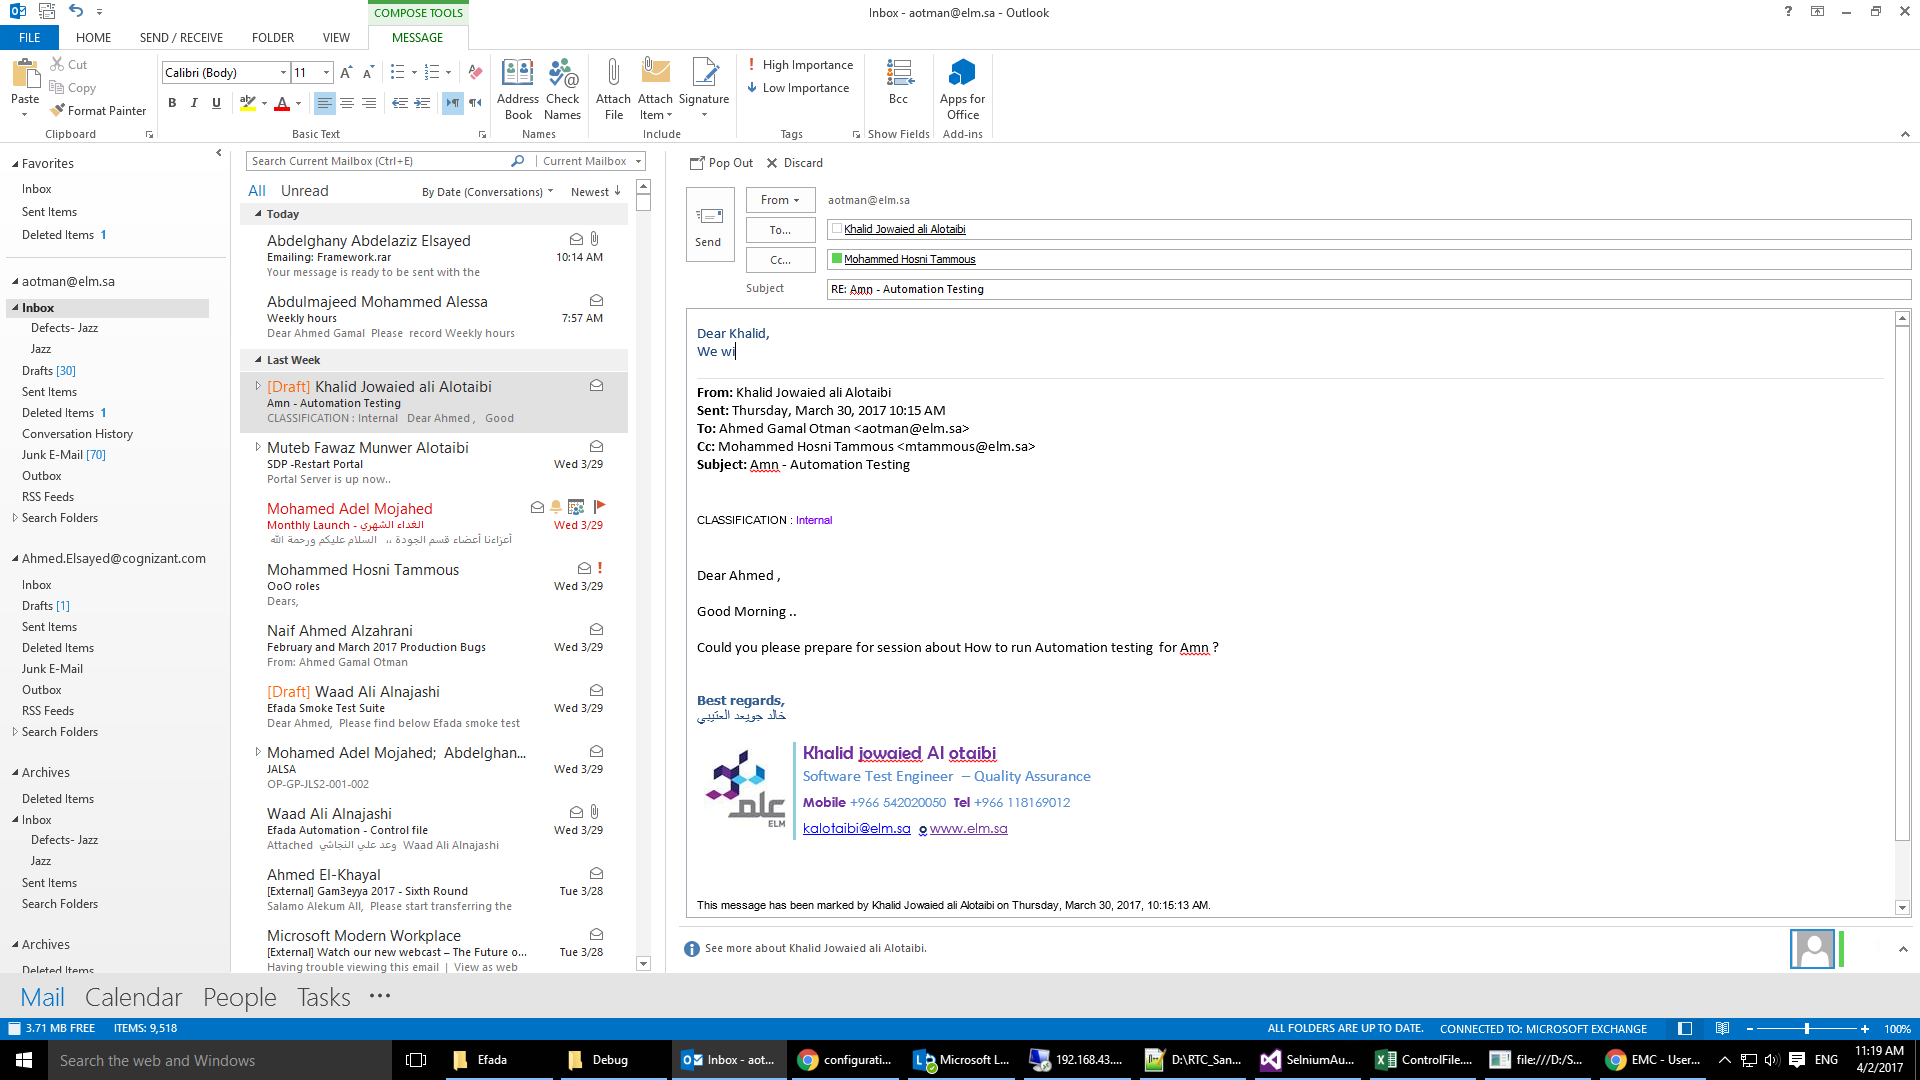 COMPOSE TOOLS
Inbox - aotman@elm.sa - Outlook
FILE HOME SEND / RECEIVE FOLDER VIEW MESSAGE
Paste
Cut
Copy
Format Painter
Clipboard
Calibri (Body) 11
B I U
Basic Text
Address Book
Check Names
Names
Attach File
Attach Item
Signature
Include
High Importance
Low Importance
Tags
Bcc
Show Fields
Apps for Office
Add-ins
Favorites
Inbox
Sent Items
Deleted Items 1
aotman@elm.sa
Inbox
Defects- Jazz
Jazz
Drafts [30]
Sent Items
Deleted Items 1
Conversation History
Junk E-Mail [70]
Outbox
RSS Feeds
Search Folders
Ahmed.Elsayed@cognizant.com
Inbox
Drafts [1]
Sent Items
Deleted Items
Junk E-Mail
Outbox
RSS Feeds
Search Folders
Archives
Deleted Items
Inbox
Defects- Jazz
Jazz
Sent Items
Search Folders
Archives
Deleted Items
Search Current Mailbox (Ctrl+E) Current Mailbox
All Unread By Date (Conversations) Newest
Today
Abdelghany Abdelaziz Elsayed
Emailing: Framework.rar 10:14 AM
Your message is ready to be sent with the
Abdulmajeed Mohammed Alessa
Weekly hours 7:57 AM
Dear Ahmed Gamal Please record Weekly hours
Last Week
[Draft] Khalid Jowaied ali Alotaibi
Amn - Automation Testing
CLASSIFICATION : Internal Dear Ahmed , Good
Muteb Fawaz Munwer Alotaibi
SDP -Restart Portal Wed 3/29
Portal Server is up now..
Mohamed Adel Mojahed
Monthly Launch - الغداء الشهري Wed 3/29
أعزاءنا أعضاء قسم الجودة ،، السلام عليكم ورحمة الله
Mohammed Hosni Tammous
OoO roles Wed 3/29
Dears,
Naif Ahmed Alzahrani
February and March 2017 Production Bugs Wed 3/29
From: Ahmed Gamal Otman
[Draft] Waad Ali Alnajashi
Efada Smoke Test Suite Wed 3/29
Dear Ahmed, Please find below Efada smoke test
Mohamed Adel Mojahed; Abdelghan...
JALSA Wed 3/29
OP-GP-JLS2-001-002
Waad Ali Alnajashi
Efada Automation - Control file Wed 3/29
Attached وعد علي النجاشي Waad Ali Alnajashi
Ahmed El-Khayal
[External] Gam3eyya 2017 - Sixth Round Tue 3/28
Salamo Alekum All, Please start transferring the
Microsoft Modern Workplace
[External] Watch our new webcast – The Future o... Tue 3/28
Having trouble viewing this email | View as web
Pop Out Discard
Send
From aotman@elm.sa
To... Khalid Jowaied ali Alotaibi
Cc... Mohammed Hosni Tammous
Subject RE: Amn - Automation Testing
Dear Khalid,
We wi
From: Khalid Jowaied ali Alotaibi
Sent: Thursday, March 30, 2017 10:15 AM
To: Ahmed Gamal Otman <aotman@elm.sa>
Cc: Mohammed Hosni Tammous <mtammous@elm.sa>
Subject: Amn - Automation Testing
CLASSIFICATION : Internal
Dear Ahmed ,
Good Morning ..
Could you please prepare for session about How to run Automation testing for Amn ?
Best regards,
خالد جويعد العتيبي
علم
ELM
Khalid jowaied Al otaibi
Software Test Engineer – Quality Assurance
Mobile +966 542020050 Tel +966 118169012
kalotaibi@elm.sa o www.elm.sa
This message has been marked by Khalid Jowaied ali Alotaibi on Thursday, March 30, 2017, 10:15:13 AM.
See more about Khalid Jowaied ali Alotaibi.
Mail Calendar People Tasks ...
3.71 MB FREE ITEMS: 9,518 ALL FOLDERS ARE UP TO DATE. CONNECTED TO: MICROSOFT EXCHANGE 100%
Search the web and Windows Efada Debug Inbox - aot... configurati... Microsoft L... 192.168.43.... D:\RTC_San... SelniumAu... ControlFile.... file:///D:/S... EMC - User... ENG 11:19 AM
4/2/2017